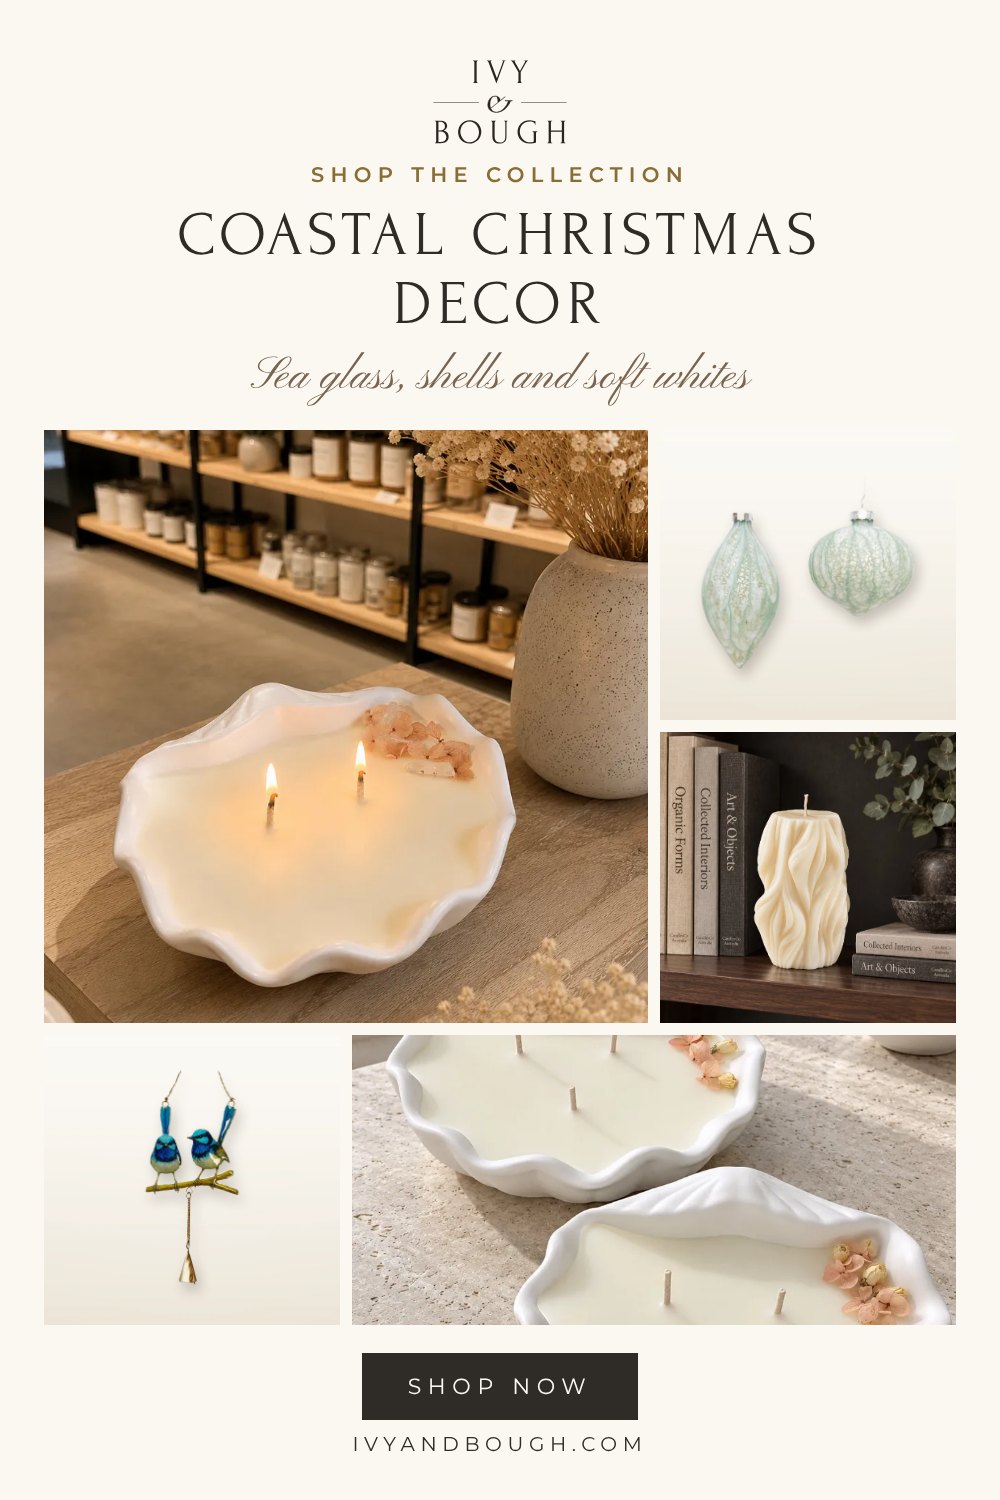 IVY
&
BOUGH
SHOP THE COLLECTION
COASTAL CHRISTMAS
DECOR
Sea glass, shells and soft whites
Organic Forms
Collected Interiors
Art & Objects
Collected Interiors
Art & Objects
SHOP NOW
IVYANDBOUGH.COM